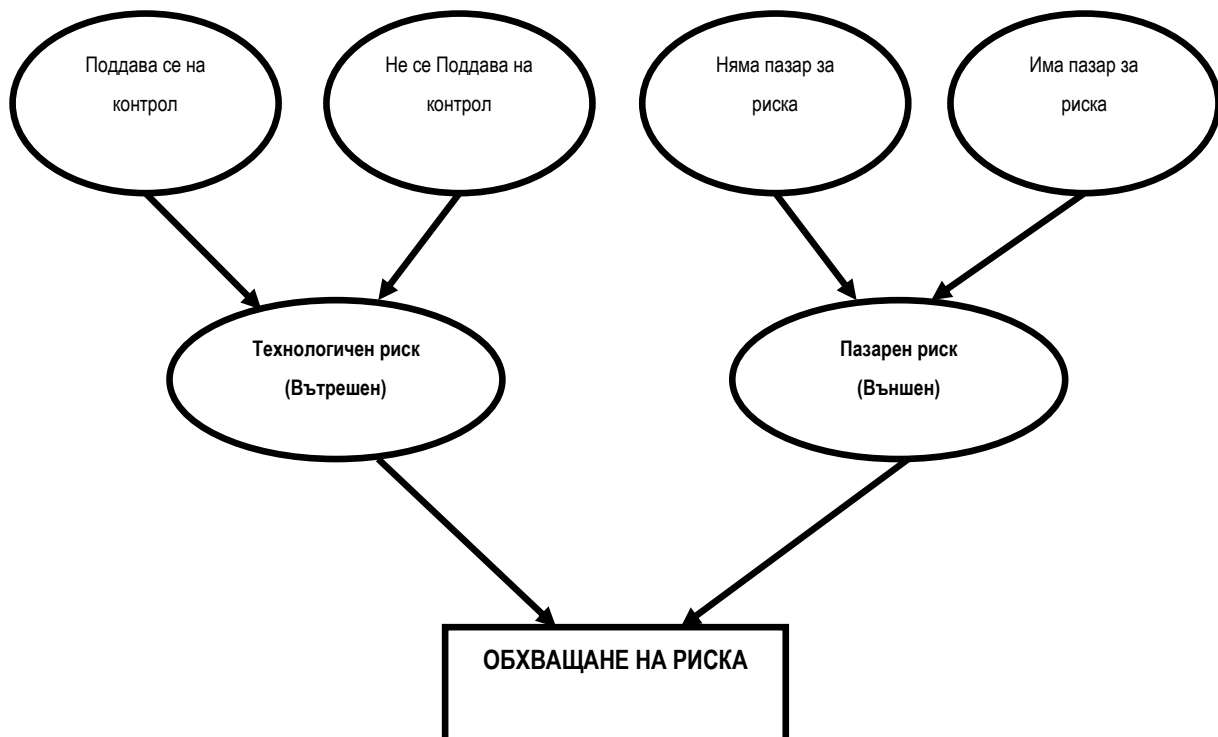 Поддава се на
контрол
Не се Поддава на
контрол
Няма пазар за
риска
Има пазар за
риска
Технологичен риск
(Вътрешен)
Пазарен риск
(Външен)
ОБХВАЩАНЕ НА РИСКА